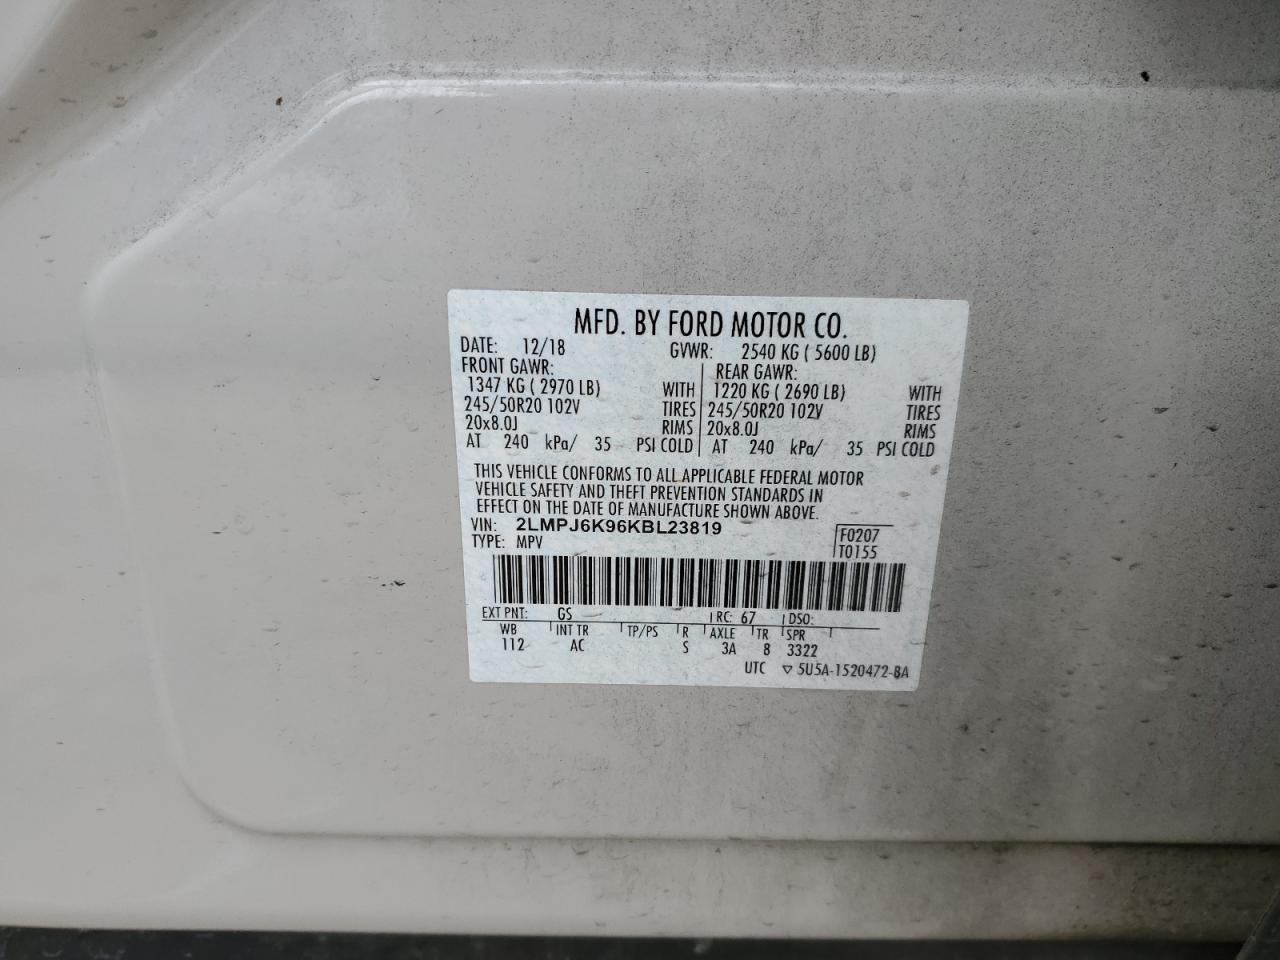 MFD. BY FORD MOTOR CO.
DATE: 12/18 GVWR: 2540 KG ( 5600 LB)
FRONT GAWR: REAR GAWR:
1347 KG ( 2970 LB) WITH 1220 KG ( 2690 LB) WITH
245/50R20 102V TIRES 245/50R20 102V TIRES
20x8.0J RIMS 20x8.0J RIMS
AT 240 kPa/ 35 PSI COLD AT 240 kPa/ 35 PSI COLD
THIS VEHICLE CONFORMS TO ALL APPLICABLE FEDERAL MOTOR
VEHICLE SAFETY AND THEFT PREVENTION STANDARDS IN
EFFECT ON THE DATE OF MANUFACTURE SHOWN ABOVE.
VIN: 2LMPJ6K96KBL23819 F0207
TYPE: MPV T0155
EXT PNT: GS RC: 67 DSO:
WB INT TR TP/PS R AXLE TR SPR
112 AC S 3A 8 3322
UTC ▽ 5U5A-1520472-BA